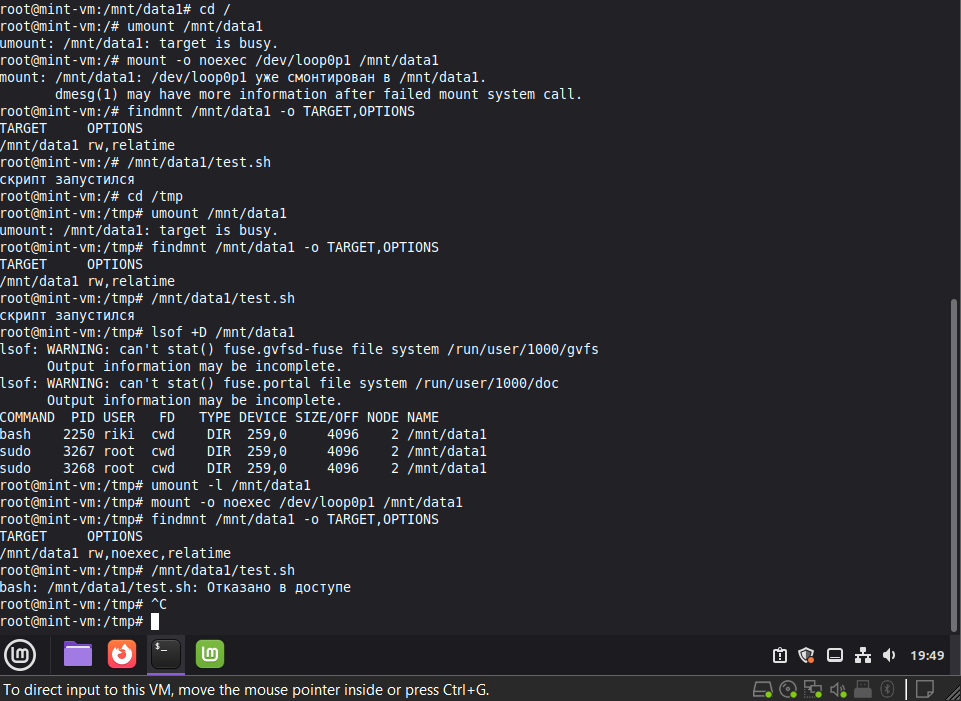 root@mint-vm:/mnt/data1# cd /
root@mint-vm:/# umount /mnt/data1
umount: /mnt/data1: target is busy.
root@mint-vm:/# mount -o noexec /dev/loop0p1 /mnt/data1
mount: /mnt/data1: /dev/loop0p1 уже смонтирован в /mnt/data1.
       dmesg(1) may have more information after failed mount system call.
root@mint-vm:/# findmnt /mnt/data1 -o TARGET,OPTIONS
TARGET     OPTIONS
/mnt/data1 rw,relatime
root@mint-vm:/# /mnt/data1/test.sh
скрипт запустился
root@mint-vm:/# cd /tmp
root@mint-vm:/tmp# umount /mnt/data1
umount: /mnt/data1: target is busy.
root@mint-vm:/tmp# findmnt /mnt/data1 -o TARGET,OPTIONS
TARGET     OPTIONS
/mnt/data1 rw,relatime
root@mint-vm:/tmp# /mnt/data1/test.sh
скрипт запустился
root@mint-vm:/tmp# lsof +D /mnt/data1
lsof: WARNING: can't stat() fuse.gvfsd-fuse file system /run/user/1000/gvfs
      Output information may be incomplete.
lsof: WARNING: can't stat() fuse.portal file system /run/user/1000/doc
      Output information may be incomplete.
COMMAND  PID USER   FD   TYPE DEVICE SIZE/OFF NODE NAME
bash    2250 riki  cwd    DIR  259,0     4096    2 /mnt/data1
sudo    3267 root  cwd    DIR  259,0     4096    2 /mnt/data1
sudo    3268 root  cwd    DIR  259,0     4096    2 /mnt/data1
root@mint-vm:/tmp# umount -l /mnt/data1
root@mint-vm:/tmp# mount -o noexec /dev/loop0p1 /mnt/data1
root@mint-vm:/tmp# findmnt /mnt/data1 -o TARGET,OPTIONS
TARGET     OPTIONS
/mnt/data1 rw,noexec,relatime
root@mint-vm:/tmp# /mnt/data1/test.sh
bash: /mnt/data1/test.sh: Отказано в доступе
root@mint-vm:/tmp# ^C
root@mint-vm:/tmp#
19:49
To direct input to this VM, move the mouse pointer inside or press Ctrl+G.